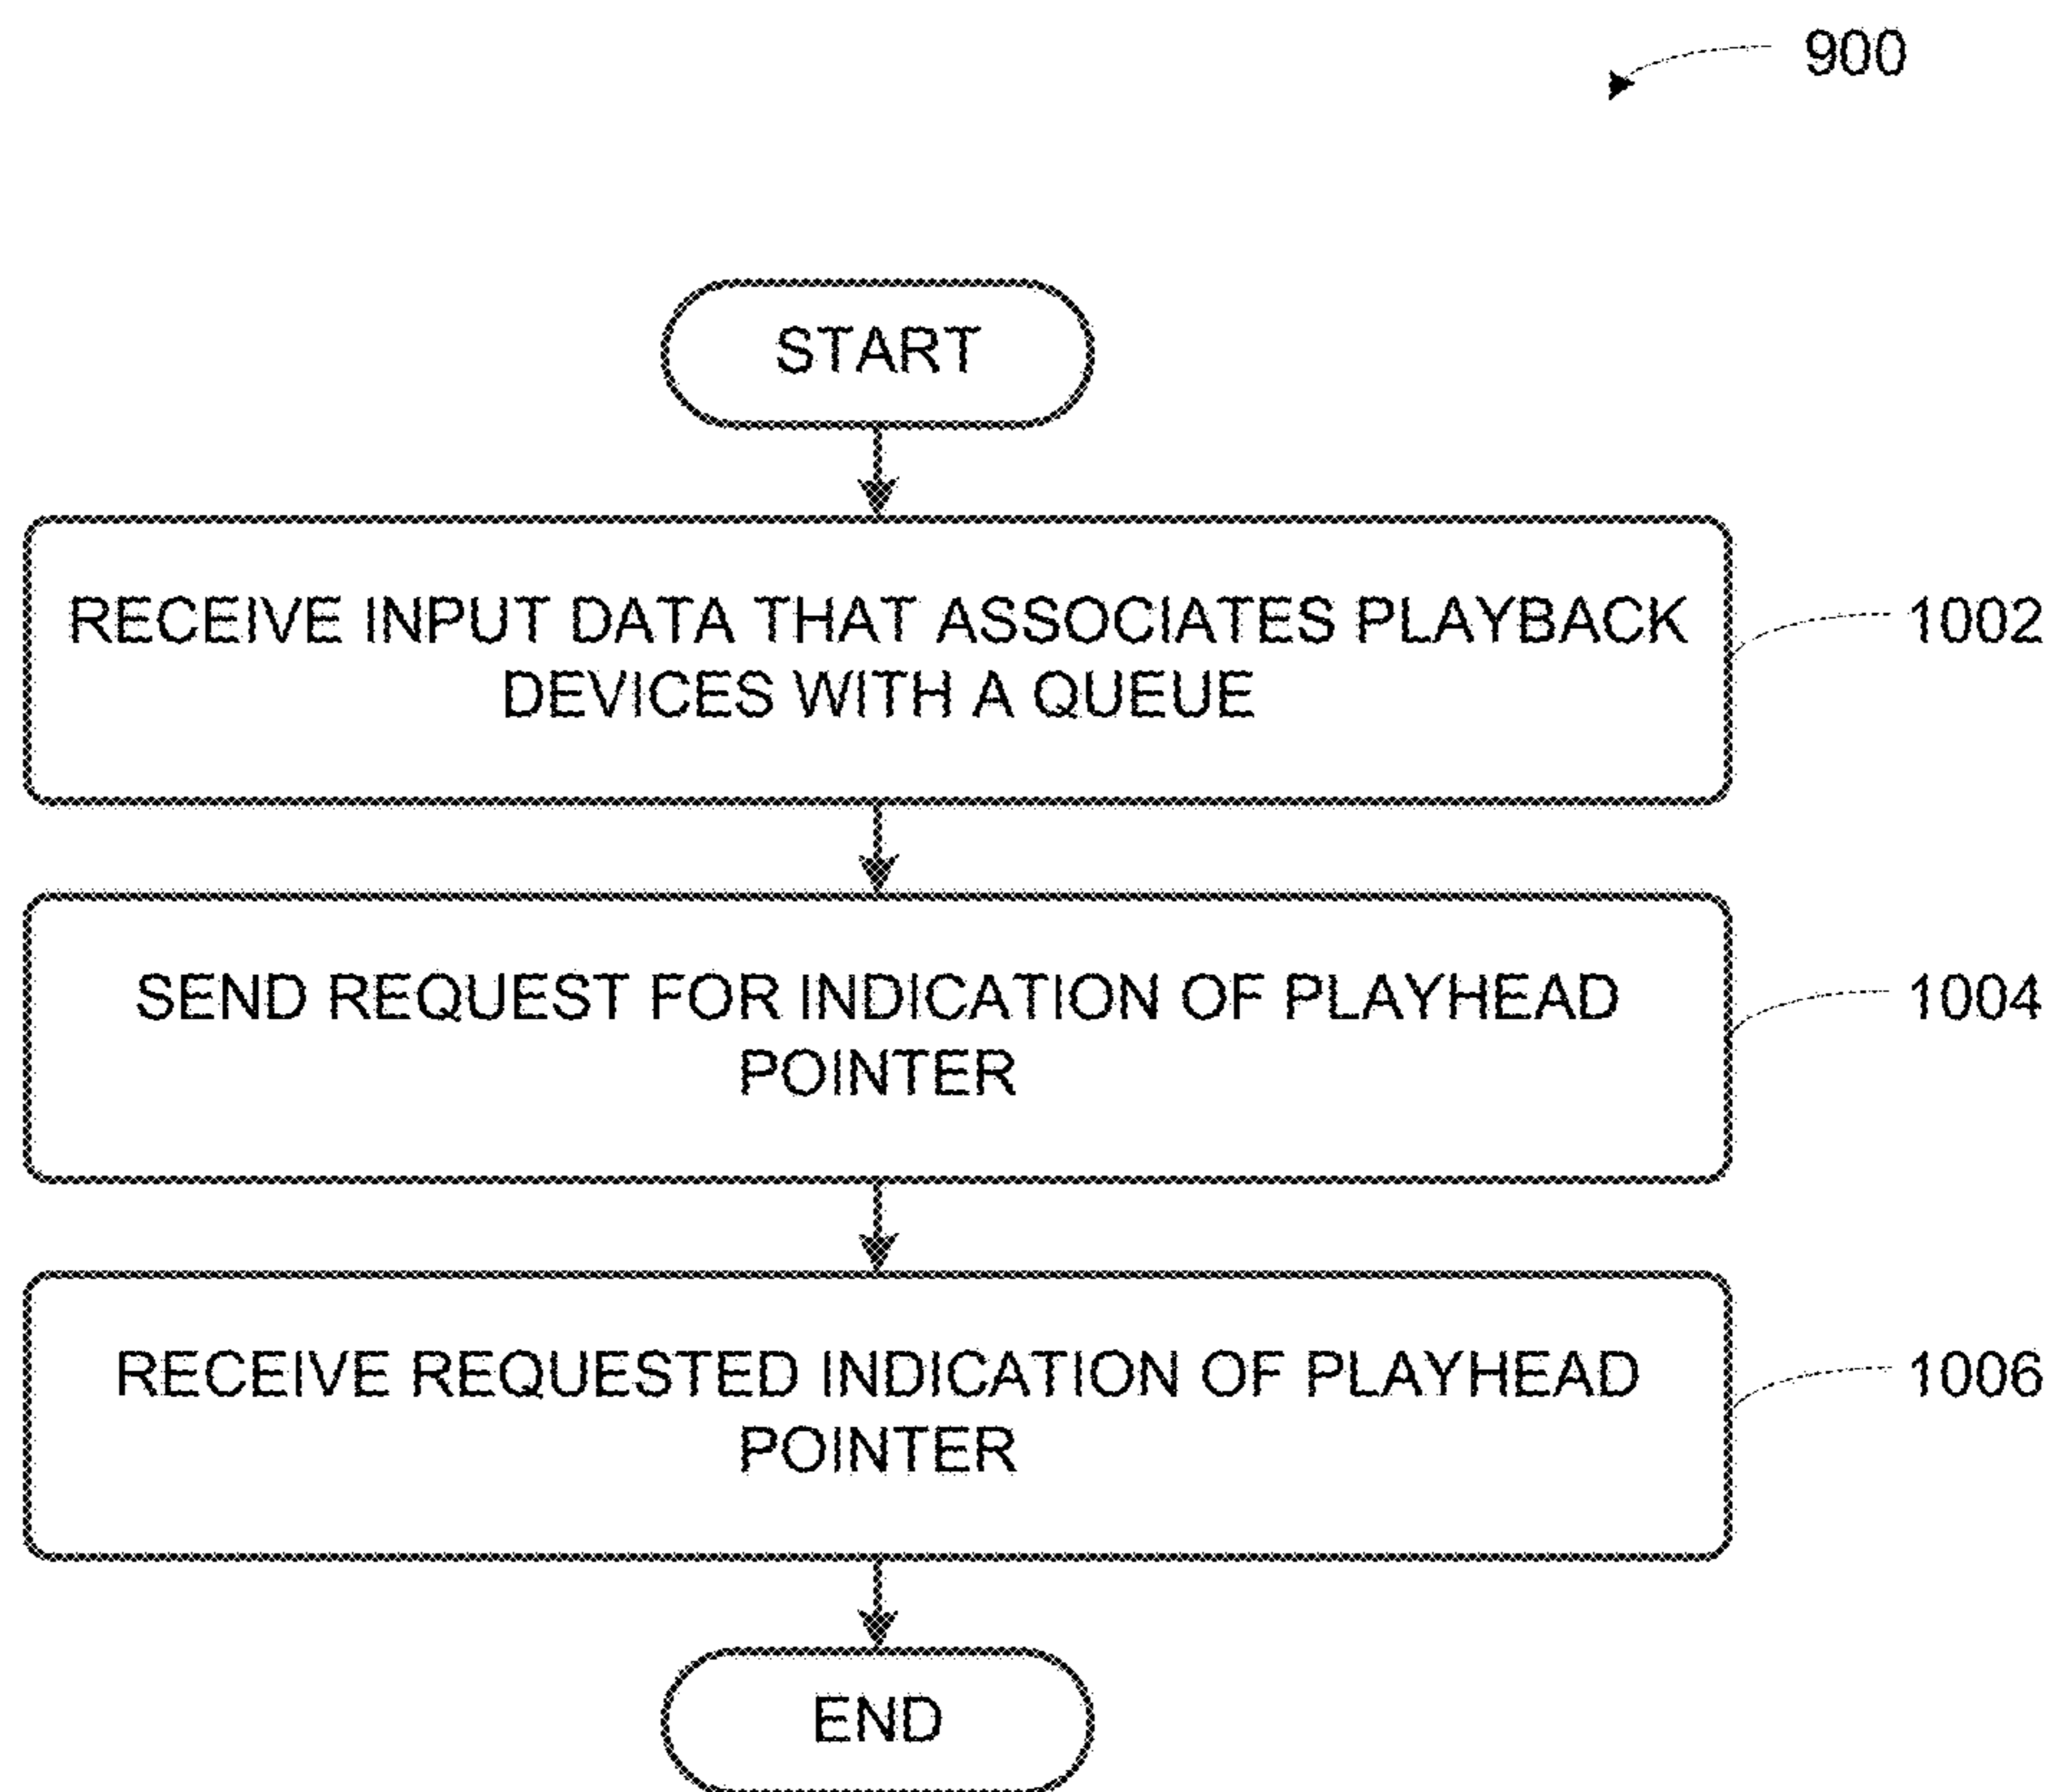 900
START
RECEIVE INPUT DATA THAT ASSOCIATES PLAYBACK
DEVICES WITH A QUEUE
1002
SEND REQUEST FOR INDICATION OF PLAYHEAD
POINTER
1004
RECEIVE REQUESTED INDICATION OF PLAYHEAD
POINTER
1006
END